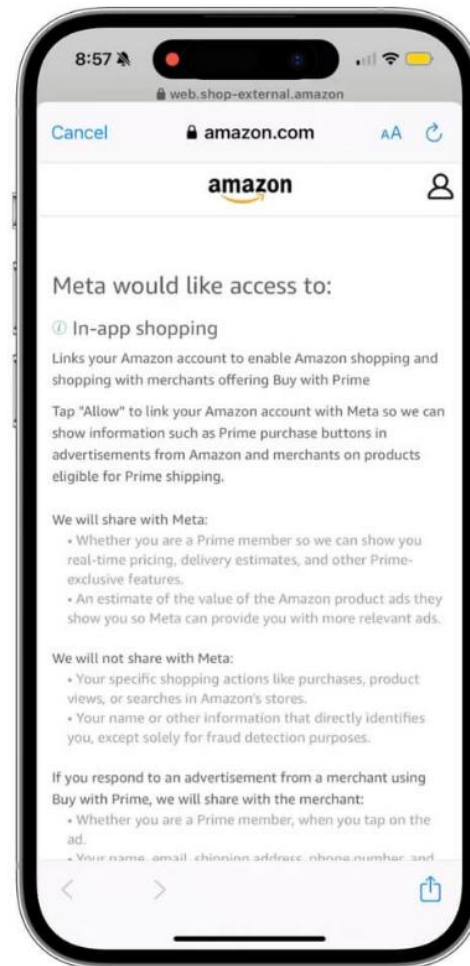 8:57
web.shop-external.amazon
Cancel
amazon.com
AA
amazon
Meta would like access to:
In-app shopping
Links your Amazon account to enable Amazon shopping and
shopping with merchants offering Buy with Prime
Tap "Allow" to link your Amazon account with Meta so we can
show information such as Prime purchase buttons in
advertisements from Amazon and merchants on products
eligible for Prime shipping.
We will share with Meta:
• Whether you are a Prime member so we can show you
real-time pricing, delivery estimates, and other Prime-
exclusive features.
• An estimate of the value of the Amazon product ads they
show you so Meta can provide you with more relevant ads.
We will not share with Meta:
• Your specific shopping actions like purchases, product
views, or searches in Amazon's stores.
• Your name or other information that directly identifies
you, except solely for fraud detection purposes.
If you respond to an advertisement from a merchant using
Buy with Prime, we will share with the merchant:
• Whether you are a Prime member, when you tap on the
ad.
• Your name, email, shipping address, phone number, and